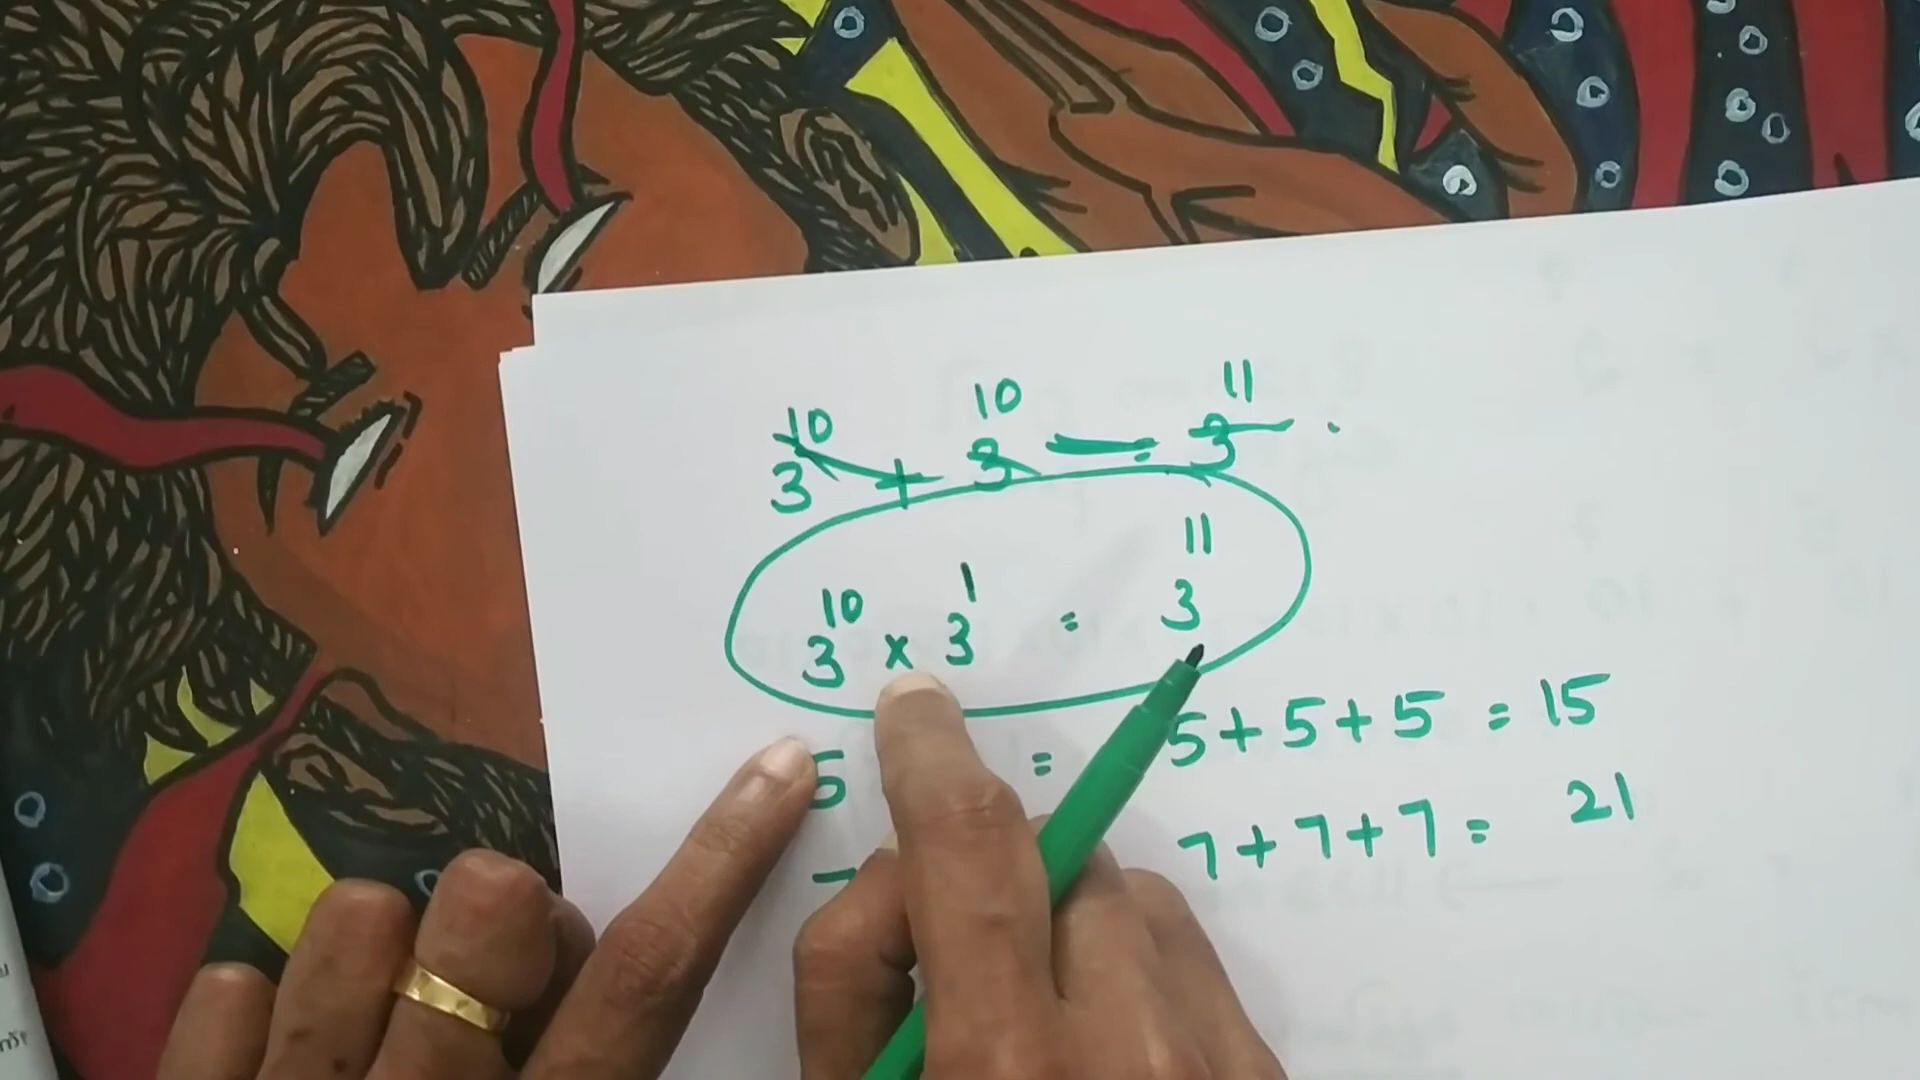 3¹⁰ + 3¹⁰ = 3¹¹ .
3¹⁰ × 3¹ = 3¹¹
5 = 5+5+5 = 15
7+7+7 = 21